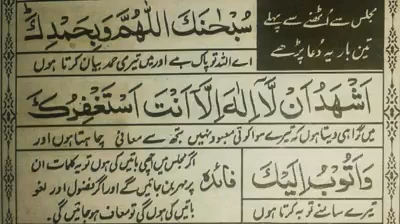 مجلس سے اُٹھنے سے پہلے
تین بار یہ دُعا پڑھے
سُبْحٰنَكَ اللّٰهُمَّ وَبِحَمْدِكَ
اے اللہ تو پاک ہے اور میں تیری حمد بیان کرتا ہوں
اَشْهَدُ اَنْ لَّآ اِلٰهَ اِلَّآ اَنْتَ اَسْتَغْفِرُكَ
میں گواہی دیتا ہوں کہ تیرے سوا کوئی معبود نہیں تجھ سے معافی چاہتا ہوں اور
وَاَتُوْبُ اِلَيْكَ
تیرے سامنے توبہ کرتا ہوں
فائدہ
اگر مجلس میں اچھی باتیں کی ہوں گی تو یہ کلمات ان
پر مہر بن جائیں گے اور اگر فضول اور لغو
باتیں کی ہوں گی تو معاف ہو جائیں گی.